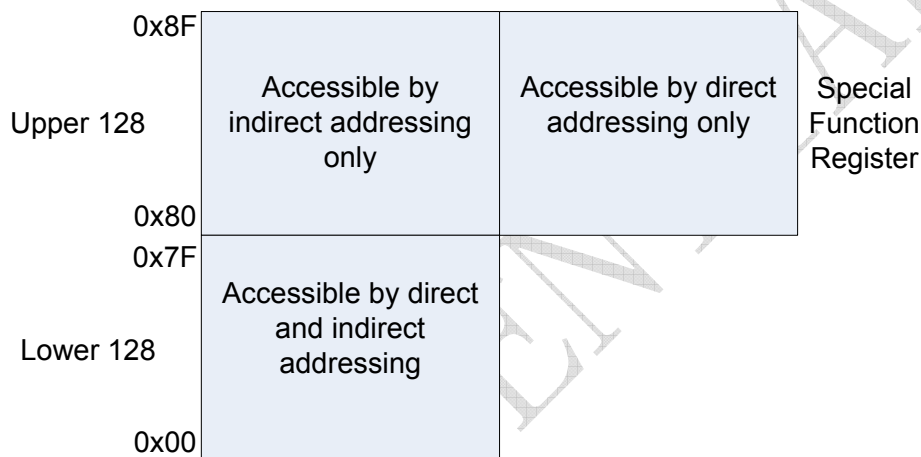 0x8F
Upper 128
0x80
Accessible by
indirect addressing
only
Accessible by direct
addressing only
Special
Function
Register
0x7F
Lower 128
0x00
Accessible by direct
and indirect
addressing